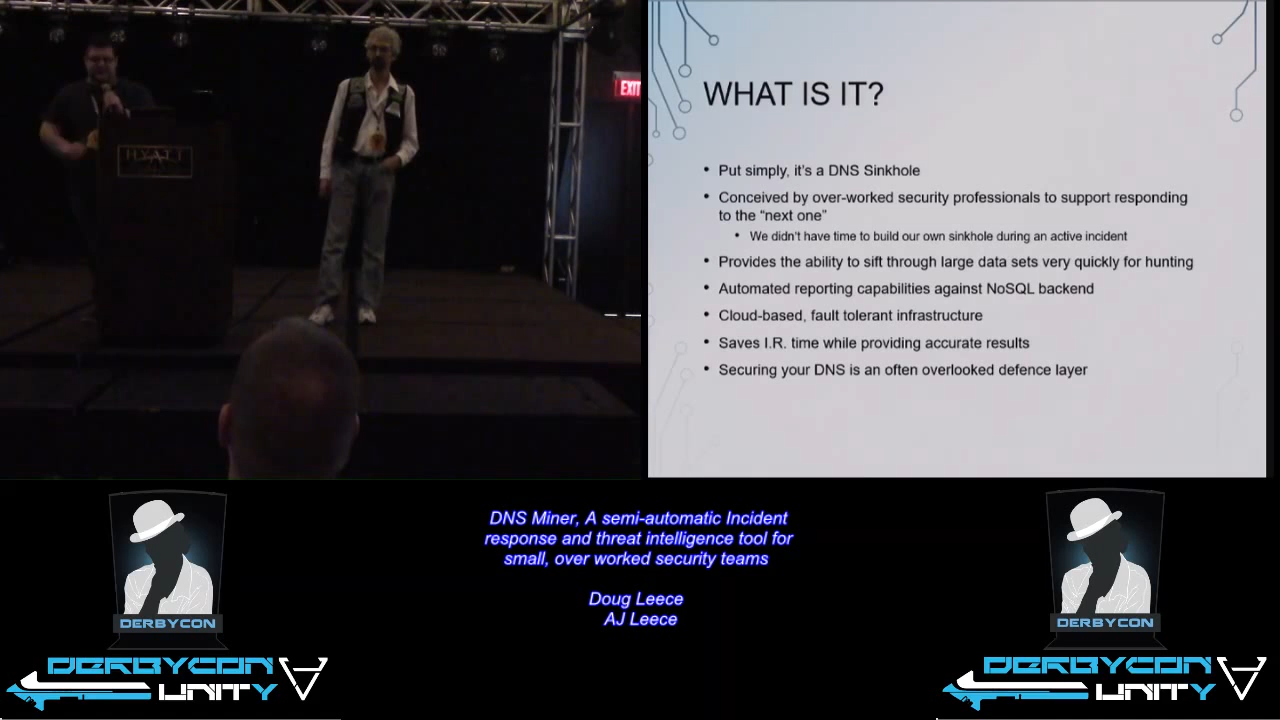 EXIT
HYATT
WHAT IS IT?
• Put simply, it's a DNS Sinkhole
• Conceived by over-worked security professionals to support responding
to the “next one”
• We didn't have time to build our own sinkhole during an active incident
• Provides the ability to sift through large data sets very quickly for hunting
• Automated reporting capabilities against NoSQL backend
• Cloud-based, fault tolerant infrastructure
• Saves I.R. time while providing accurate results
• Securing your DNS is an often overlooked defence layer
DNS Miner, A semi-automatic Incident
response and threat intelligence tool for
small, over worked security teams
Doug Leece
AJ Leece
DERBYCON
DERBYCON
UNITY
DERBYCON
DERBYCON
UNITY